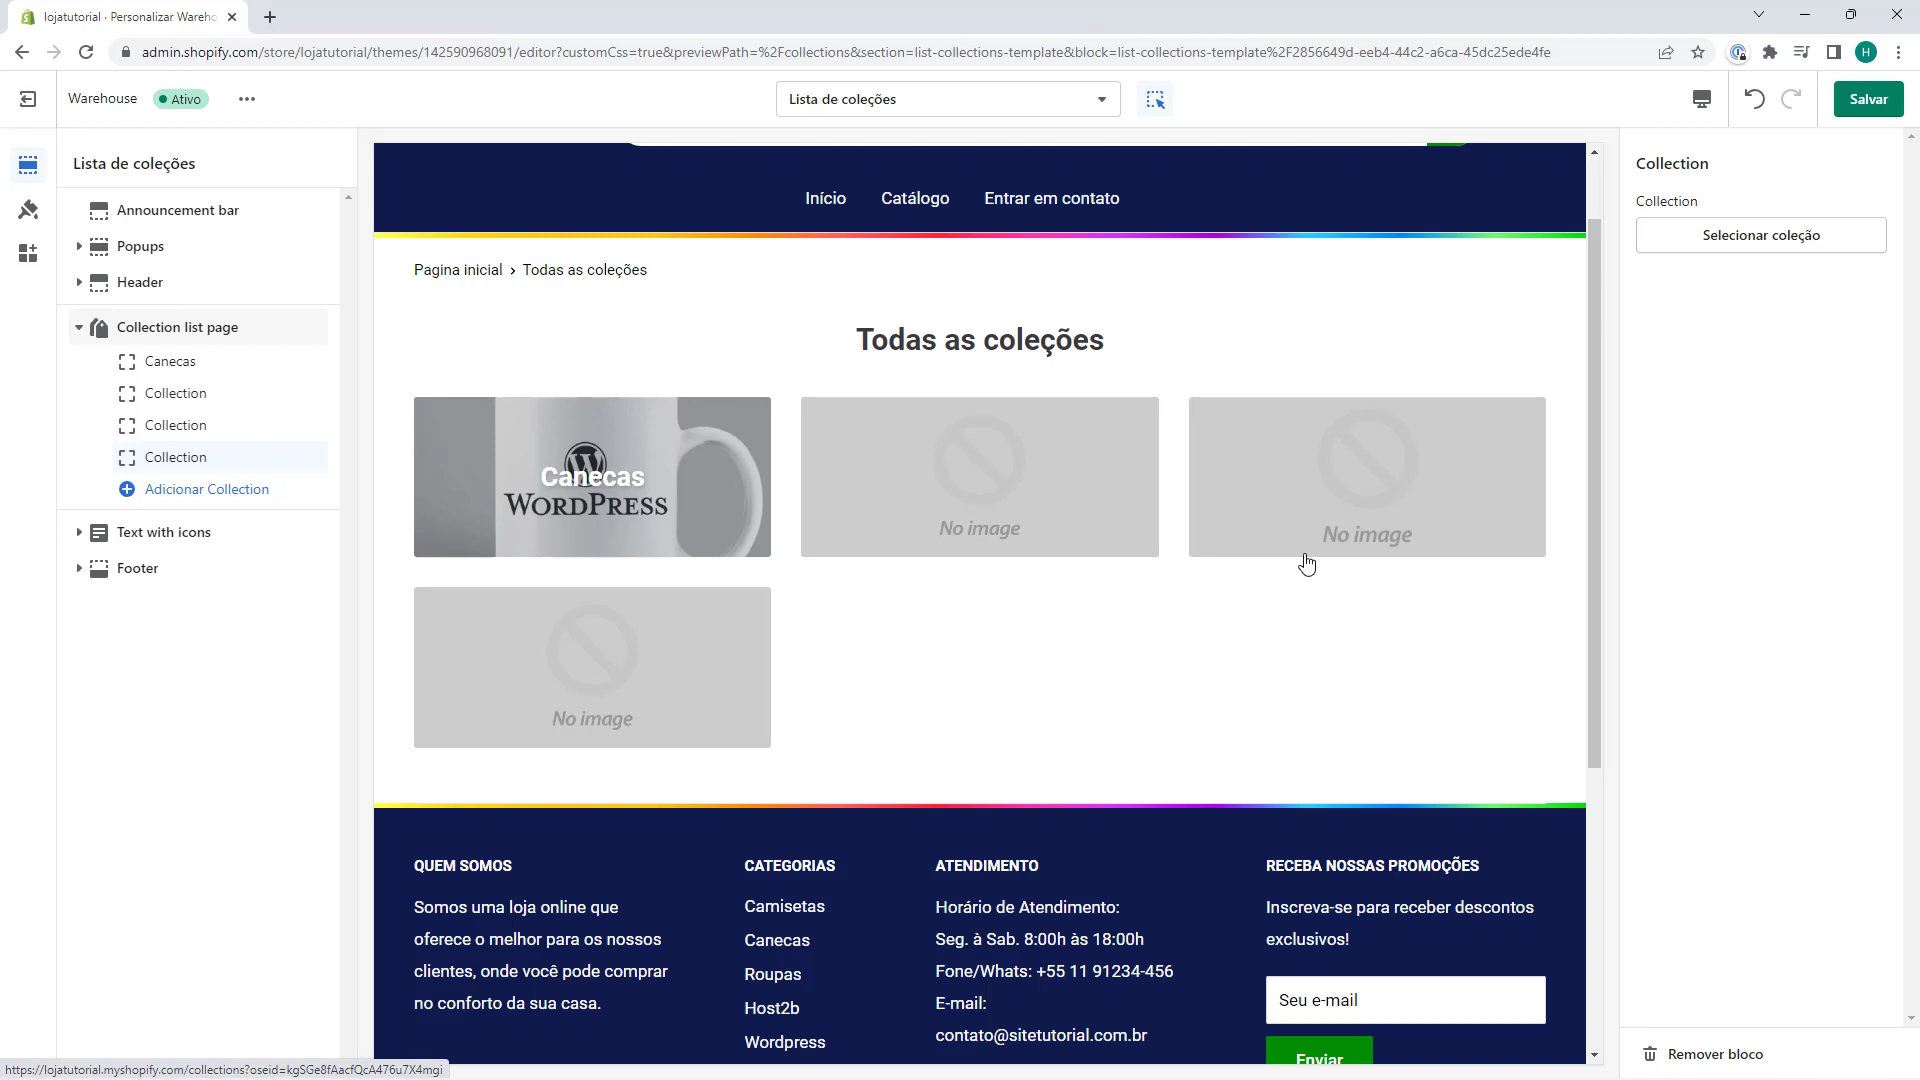 lojatutorial · Personalizar Wareho
admin.shopify.com/store/lojatutorial/themes/142590968091/editor?customCss=true&previewPath=%2Fcollections&section=list-collections-template&block=list-collections-template%2F2856649d-eeb4-44c2-a6ca-45dc25ede4fe
H
Warehouse
Ativo
Lista de coleções
Salvar
Lista de coleções
Announcement bar
Popups
Header
Collection list page
Canecas
Collection
Collection
Collection
Adicionar Collection
Text with icons
Footer
Início
Catálogo
Entrar em contato
Pagina inicial › Todas as coleções
Todas as coleções
Canecas
WORDPRESS
No image
No image
No image
QUEM SOMOS
Somos uma loja online que
oferece o melhor para os nossos
clientes, onde você pode comprar
no conforto da sua casa.
CATEGORIAS
Camisetas
Canecas
Roupas
Host2b
Wordpress
ATENDIMENTO
Horário de Atendimento:
Seg. à Sab. 8:00h às 18:00h
Fone/Whats: +55 11 91234-456
E-mail:
contato@sitetutorial.com.br
RECEBA NOSSAS PROMOÇÕES
Inscreva-se para receber descontos
exclusivos!
Seu e-mail
Enviar
Collection
Collection
Selecionar coleção
Remover bloco
https://lojatutorial.myshopify.com/collections?oseid=kgSGe8fAacfQcA476u7X4mgi